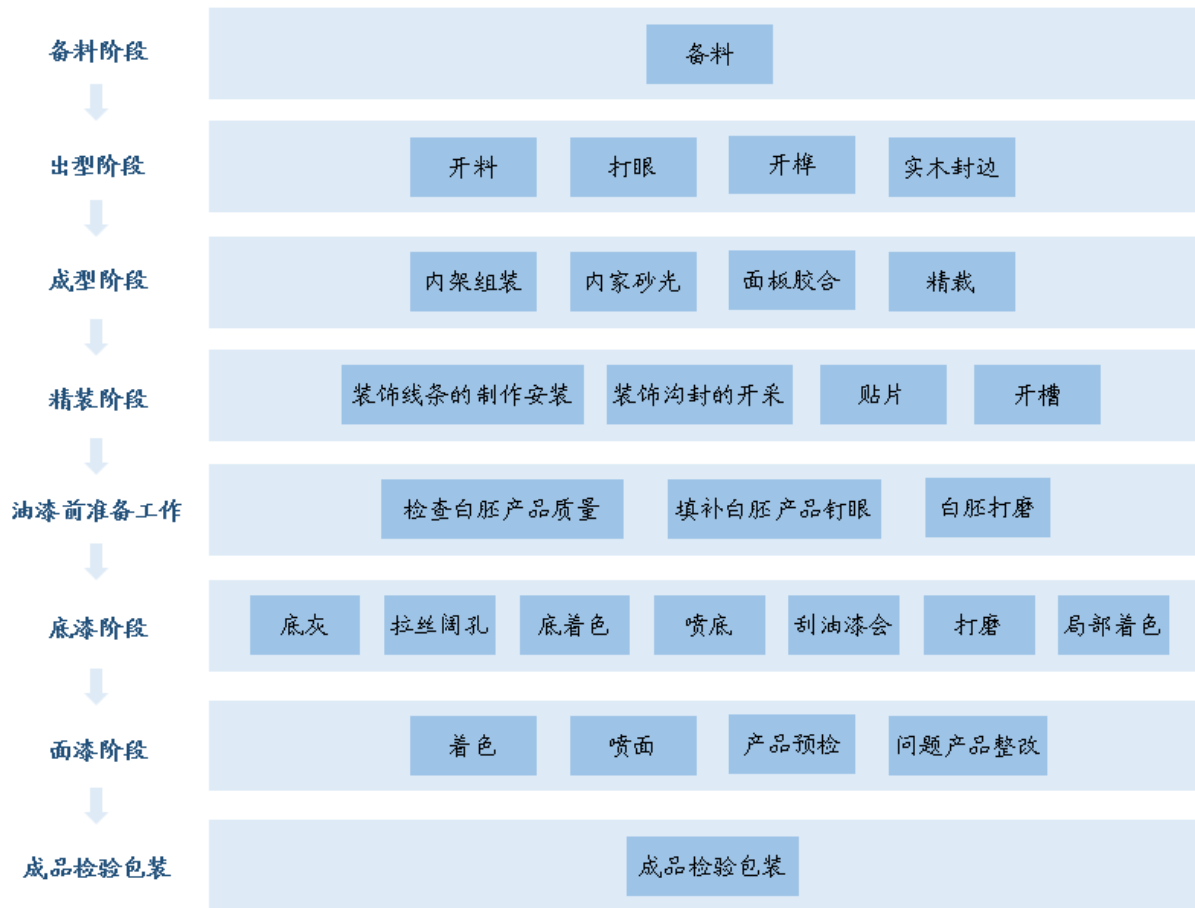 备料阶段
备料
出型阶段
开料 打眼 开榫 实木封边
成型阶段
内架组装 内家砂光 面板胶合 精裁
精装阶段
装饰线条的制作安装 装饰沟封的开采 贴片 开槽
油漆前准备工作
检查白胚产品质量 填补白胚产品钉眼 白胚打磨
底漆阶段
底灰 拉丝阔孔 底着色 喷底 刮油漆会 打磨 局部着色
面漆阶段
着色 喷面 产品预检 问题产品整改
成品检验包装
成品检验包装